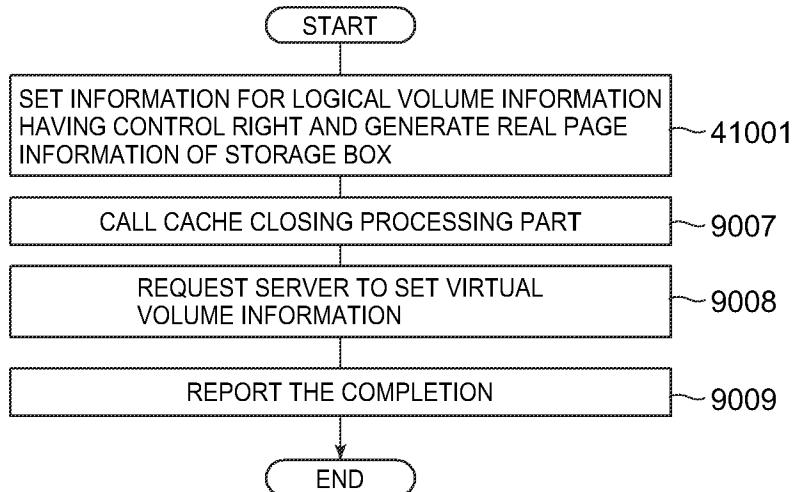 START
SET INFORMATION FOR LOGICAL VOLUME INFORMATION
HAVING CONTROL RIGHT AND GENERATE REAL PAGE
INFORMATION OF STORAGE BOX
41001
CALL CACHE CLOSING PROCESSING PART
9007
REQUEST SERVER TO SET VIRTUAL
VOLUME INFORMATION
9008
REPORT THE COMPLETION
9009
END